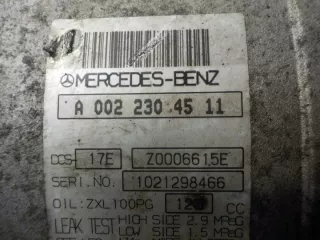 MERCEDES-BENZ
A 002 230 45 11
DCS-17E Z0006615E
SERI.NO: 1021298466
OIL:ZXL100PG 120 CC
LEAK TEST HIGH SIDE 2.9 MPaG
LOW SIDE 1.5 MPaG